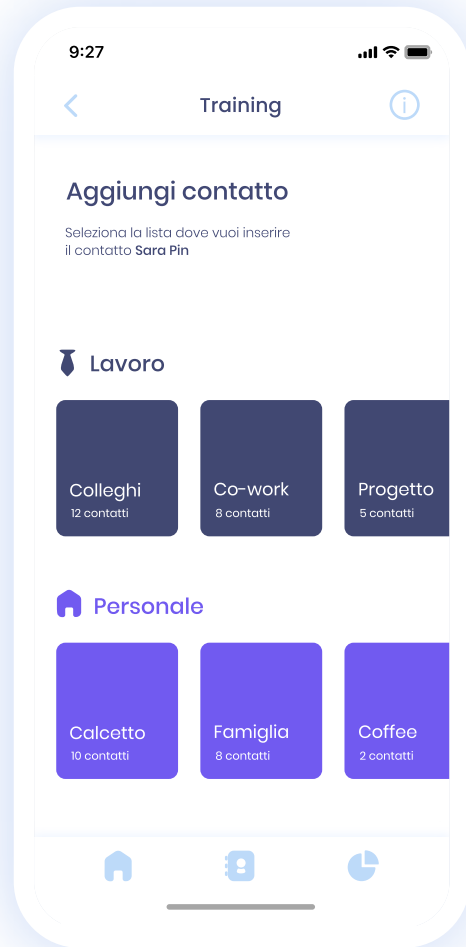 9:27
Training
Aggiungi contatto
Seleziona la lista dove vuoi inserire
il contatto Sara Pin
Lavoro
Colleghi
12 contatti
Co-work
8 contatti
Progetto
5 contatti
Personale
Calcetto
10 contatti
Famiglia
8 contatti
Coffee
2 contatti